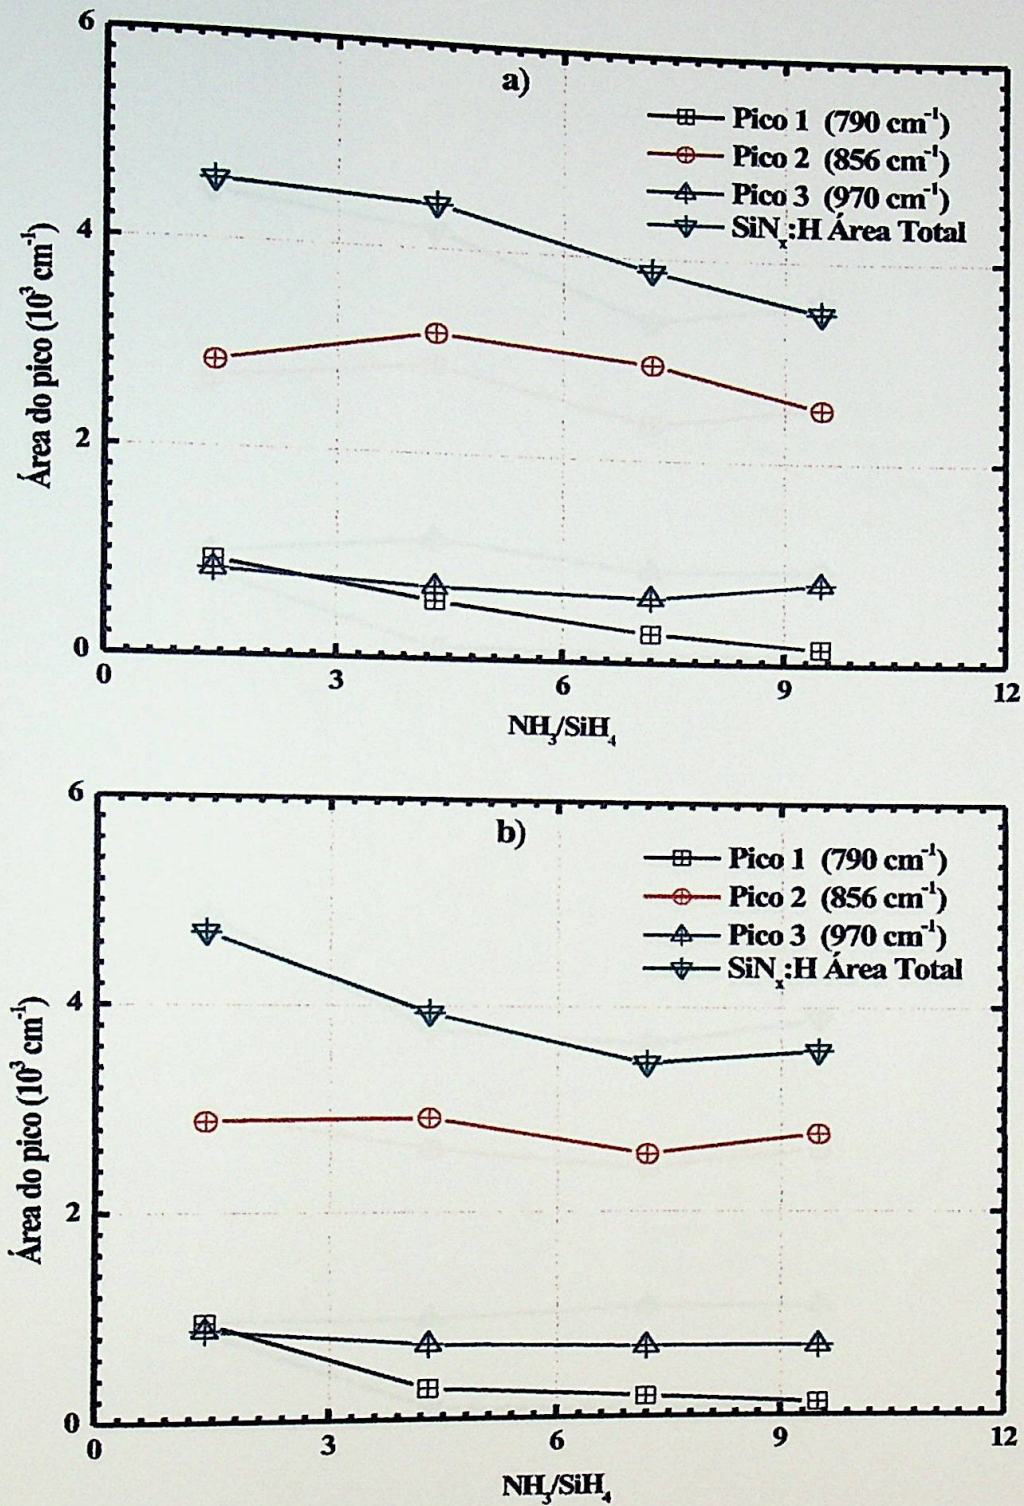 a)
6
4
2
0
Área do pico (10³ cm⁻¹)
Pico 1 (790 cm⁻¹)
Pico 2 (856 cm⁻¹)
Pico 3 (970 cm⁻¹)
SiNₓ:H Área Total
0 3 6 9 12
NH₃/SiH₄
b)
6
4
2
0
Área do pico (10³ cm⁻¹)
Pico 1 (790 cm⁻¹)
Pico 2 (856 cm⁻¹)
Pico 3 (970 cm⁻¹)
SiNₓ:H Área Total
0 3 6 9 12
NH₃/SiH₄